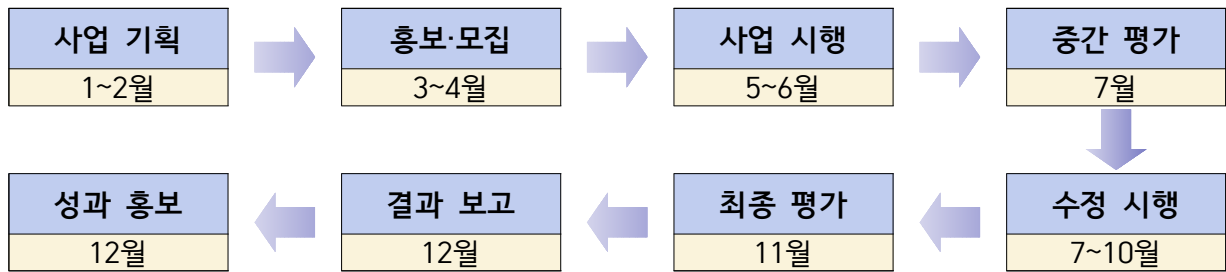 사업 기획
1~2월
홍보·모집
3~4월
사업 시행
5~6월
중간 평가
7월
수정 시행
7~10월
최종 평가
11월
결과 보고
12월
성과 홍보
12월